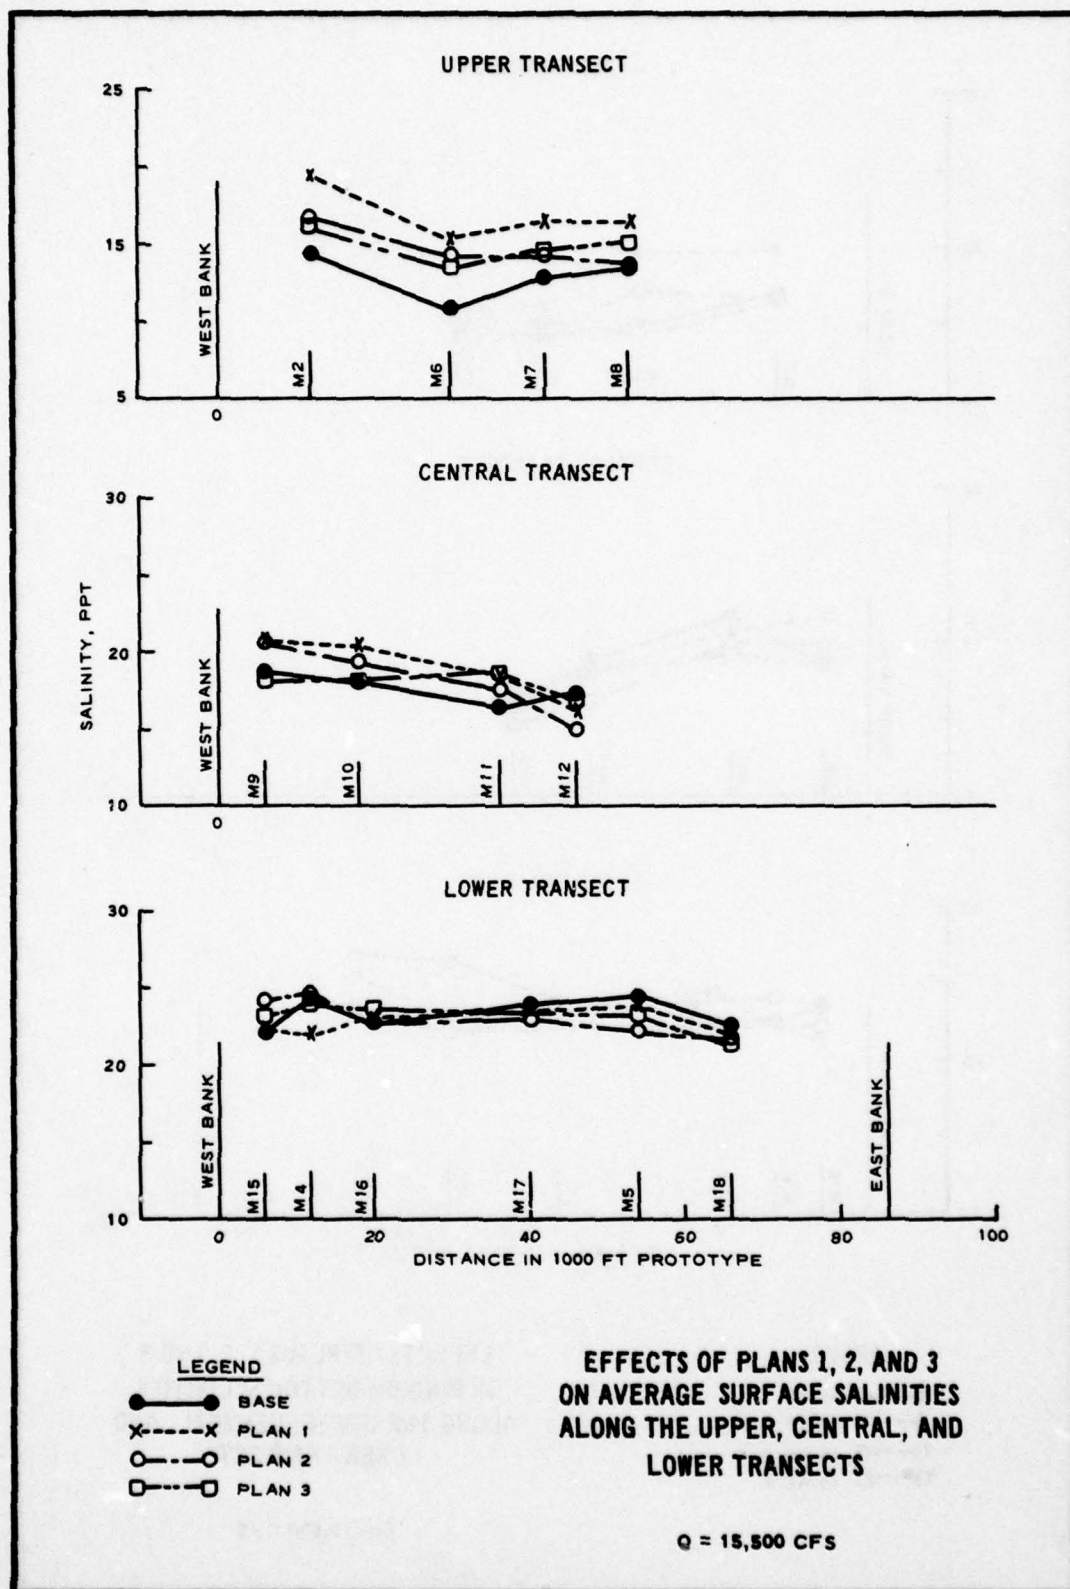 UPPER TRANSECT
25
15
5
WEST BANK
M2
M6
M7
M8
0
CENTRAL TRANSECT
30
20
10
SALINITY, PPT
WEST BANK
M9
M10
M11
M12
0
LOWER TRANSECT
30
20
10
WEST BANK
M15
M4
M16
M17
M5
M18
EAST BANK
0 20 40 60 80 100
DISTANCE IN 1000 FT PROTOTYPE
LEGEND
BASE
PLAN 1
PLAN 2
PLAN 3
EFFECTS OF PLANS 1, 2, AND 3
ON AVERAGE SURFACE SALINITIES
ALONG THE UPPER, CENTRAL, AND
LOWER TRANSECTS
Q = 15,500 CFS